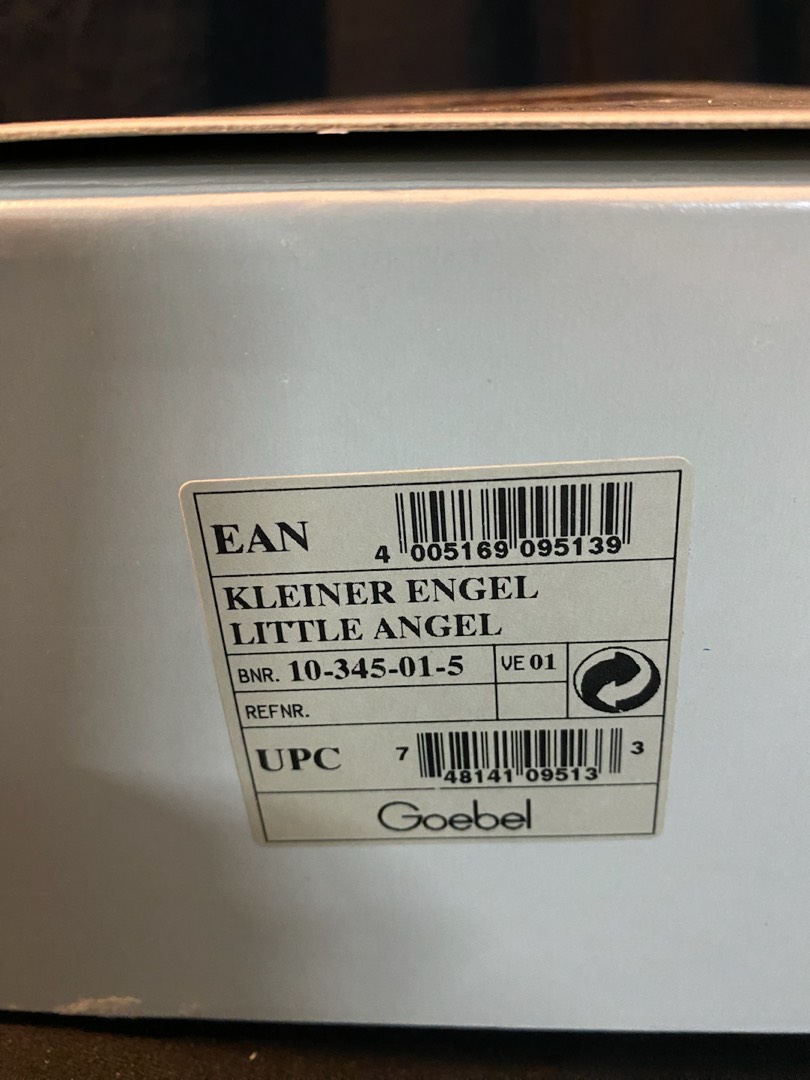 EAN
4 005169 095139
KLEINER ENGEL
LITTLE ANGEL
BNR. 10-345-01-5 VE 01
REFNR.
UPC
7 48141 09513 3
Goebel